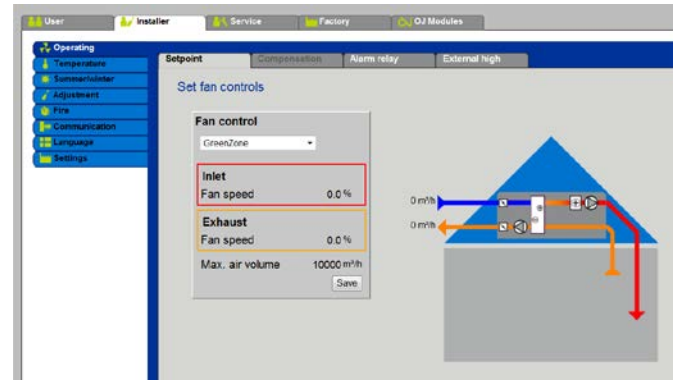 User
Installer
Service
Factory
OJ Modules
Operating
Temperature
Summer/winter
Adjustment
Fire
Communication
Language
Settings
Setpoint
Compensation
Alarm relay
External high
Set fan controls
Fan control
GreenZone
Inlet
Fan speed 0.0 %
Exhaust
Fan speed 0.0 %
Max. air volume 10000 m³/h
Save
0 m³/h
0 m³/h